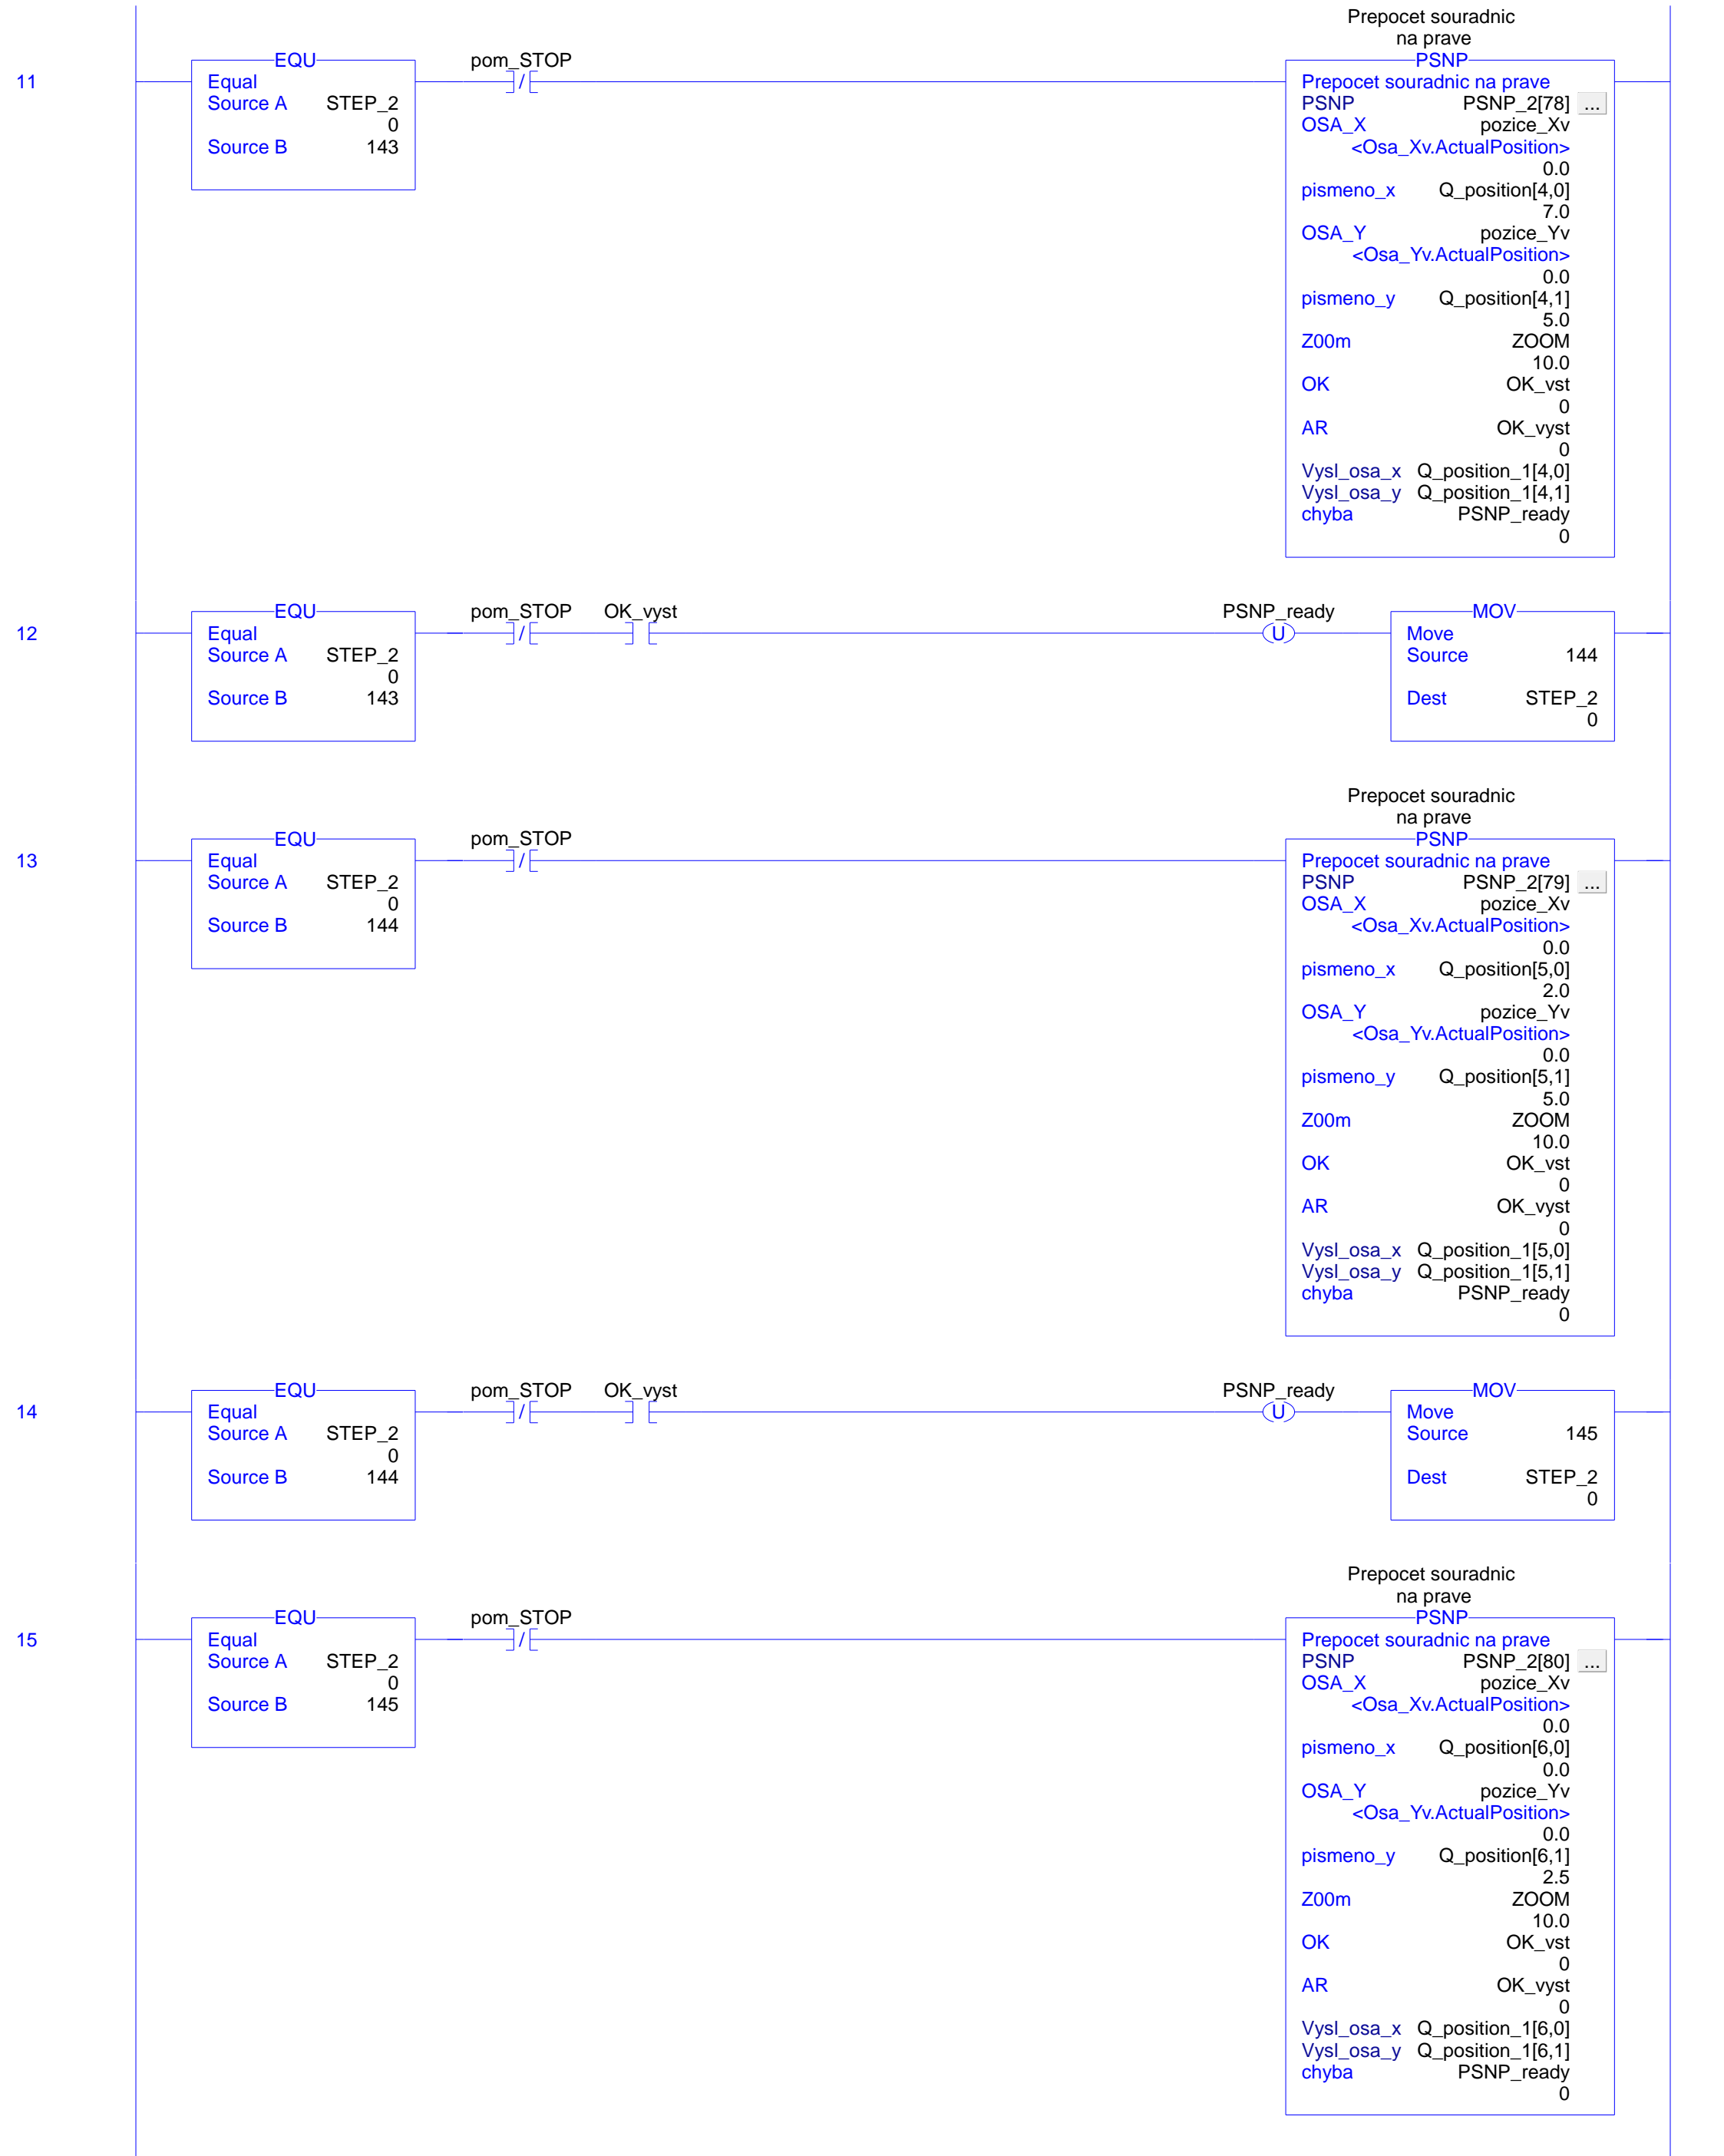 Prepocet souradnic
na prave
11
EQU
Equal
Source A STEP_2
0
Source B 143
pom_STOP
PSNP
Prepocet souradnic na prave
PSNP PSNP_2[78] ...
OSA_X pozice_Xv
<Osa_Xv.ActualPosition>
0.0
pismeno_x Q_position[4,0]
7.0
OSA_Y pozice_Yv
<Osa_Yv.ActualPosition>
0.0
pismeno_y Q_position[4,1]
5.0
Z00m ZOOM
10.0
OK OK_vst
0
AR OK_vyst
0
Vysl_osa_x Q_position_1[4,0]
Vysl_osa_y Q_position_1[4,1]
chyba PSNP_ready
0
12
EQU
Equal
Source A STEP_2
0
Source B 143
pom_STOP OK_vyst
PSNP_ready
U
MOV
Move
Source 144
Dest STEP_2
0
Prepocet souradnic
na prave
13
EQU
Equal
Source A STEP_2
0
Source B 144
pom_STOP
PSNP
Prepocet souradnic na prave
PSNP PSNP_2[79] ...
OSA_X pozice_Xv
<Osa_Xv.ActualPosition>
0.0
pismeno_x Q_position[5,0]
2.0
OSA_Y pozice_Yv
<Osa_Yv.ActualPosition>
0.0
pismeno_y Q_position[5,1]
5.0
Z00m ZOOM
10.0
OK OK_vst
0
AR OK_vyst
0
Vysl_osa_x Q_position_1[5,0]
Vysl_osa_y Q_position_1[5,1]
chyba PSNP_ready
0
14
EQU
Equal
Source A STEP_2
0
Source B 144
pom_STOP OK_vyst
PSNP_ready
U
MOV
Move
Source 145
Dest STEP_2
0
Prepocet souradnic
na prave
15
EQU
Equal
Source A STEP_2
0
Source B 145
pom_STOP
PSNP
Prepocet souradnic na prave
PSNP PSNP_2[80] ...
OSA_X pozice_Xv
<Osa_Xv.ActualPosition>
0.0
pismeno_x Q_position[6,0]
0.0
OSA_Y pozice_Yv
<Osa_Yv.ActualPosition>
0.0
pismeno_y Q_position[6,1]
2.5
Z00m ZOOM
10.0
OK OK_vst
0
AR OK_vyst
0
Vysl_osa_x Q_position_1[6,0]
Vysl_osa_y Q_position_1[6,1]
chyba PSNP_ready
0